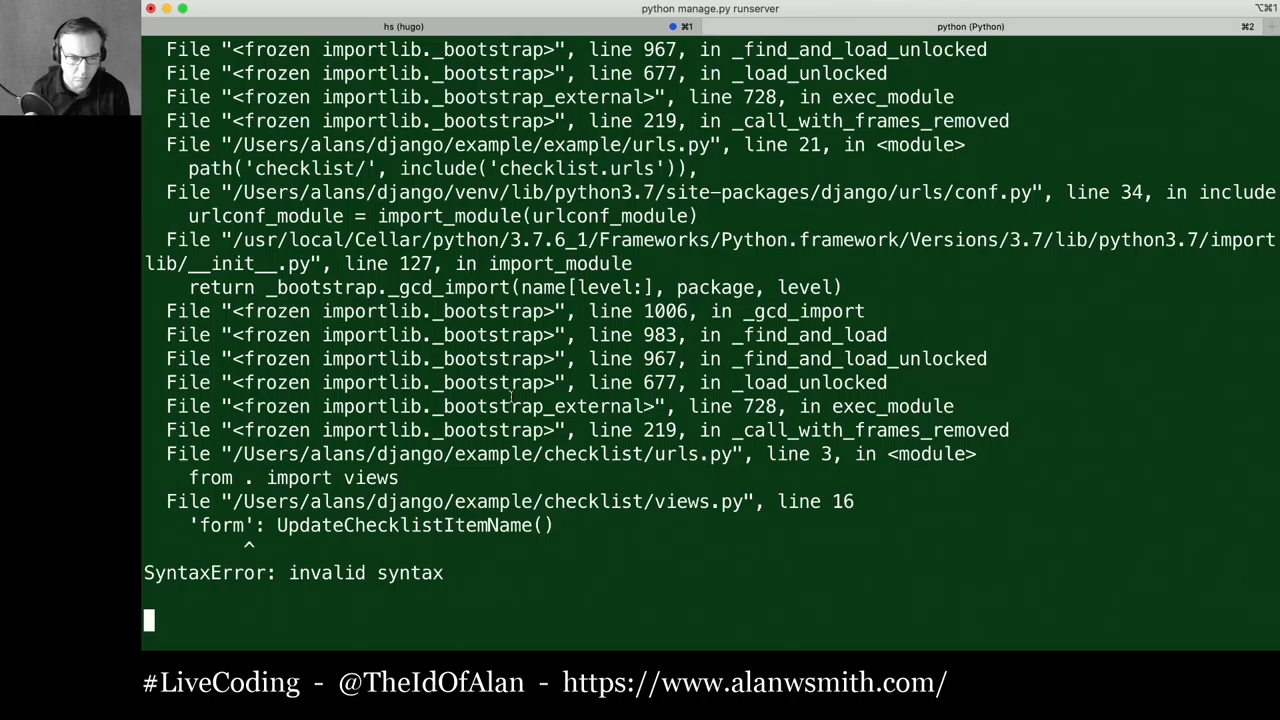 python manage.py runserver
⌥⌘1
hs (hugo)
⌘1
python (Python)
⌘2
File "<frozen importlib._bootstrap>", line 967, in _find_and_load_unlocked
File "<frozen importlib._bootstrap>", line 677, in _load_unlocked
File "<frozen importlib._bootstrap_external>", line 728, in exec_module
File "<frozen importlib._bootstrap>", line 219, in _call_with_frames_removed
File "/Users/alans/django/example/example/urls.py", line 21, in <module>
path('checklist/', include('checklist.urls')),
File "/Users/alans/django/venv/lib/python3.7/site-packages/django/urls/conf.py", line 34, in include
urlconf_module = import_module(urlconf_module)
File "/usr/local/Cellar/python/3.7.6_1/Frameworks/Python.framework/Versions/3.7/lib/python3.7/import
lib/__init__.py", line 127, in import_module
return _bootstrap._gcd_import(name[level:], package, level)
File "<frozen importlib._bootstrap>", line 1006, in _gcd_import
File "<frozen importlib._bootstrap>", line 983, in _find_and_load
File "<frozen importlib._bootstrap>", line 967, in _find_and_load_unlocked
File "<frozen importlib._bootstrap>", line 677, in _load_unlocked
File "<frozen importlib._bootstrap_external>", line 728, in exec_module
File "<frozen importlib._bootstrap>", line 219, in _call_with_frames_removed
File "/Users/alans/django/example/checklist/urls.py", line 3, in <module>
from . import views
File "/Users/alans/django/example/checklist/views.py", line 16
'form': UpdateChecklistItemName()
^
SyntaxError: invalid syntax
#LiveCoding - @TheIdOfAlan - https://www.alanwsmith.com/